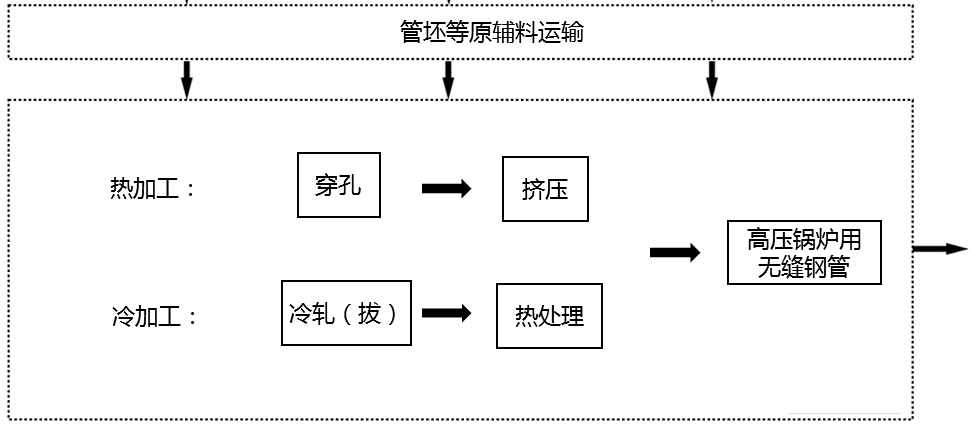 管坯等原辅料运输
热加工：
穿孔
挤压
高压锅炉用
无缝钢管
冷加工：
冷轧（拔）
热处理